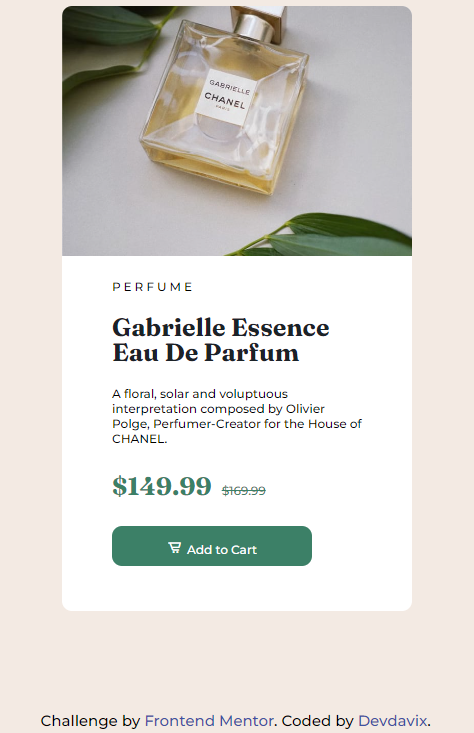 GABRIELLE
CHANEL
PARIS
PERFUME
Gabrielle Essence
Eau De Parfum
A floral, solar and voluptuous
interpretation composed by Olivier
Polge, Perfumer-Creator for the House of
CHANEL.
$149.99 $169.99
Add to Cart
Challenge by Frontend Mentor. Coded by Devdavix.